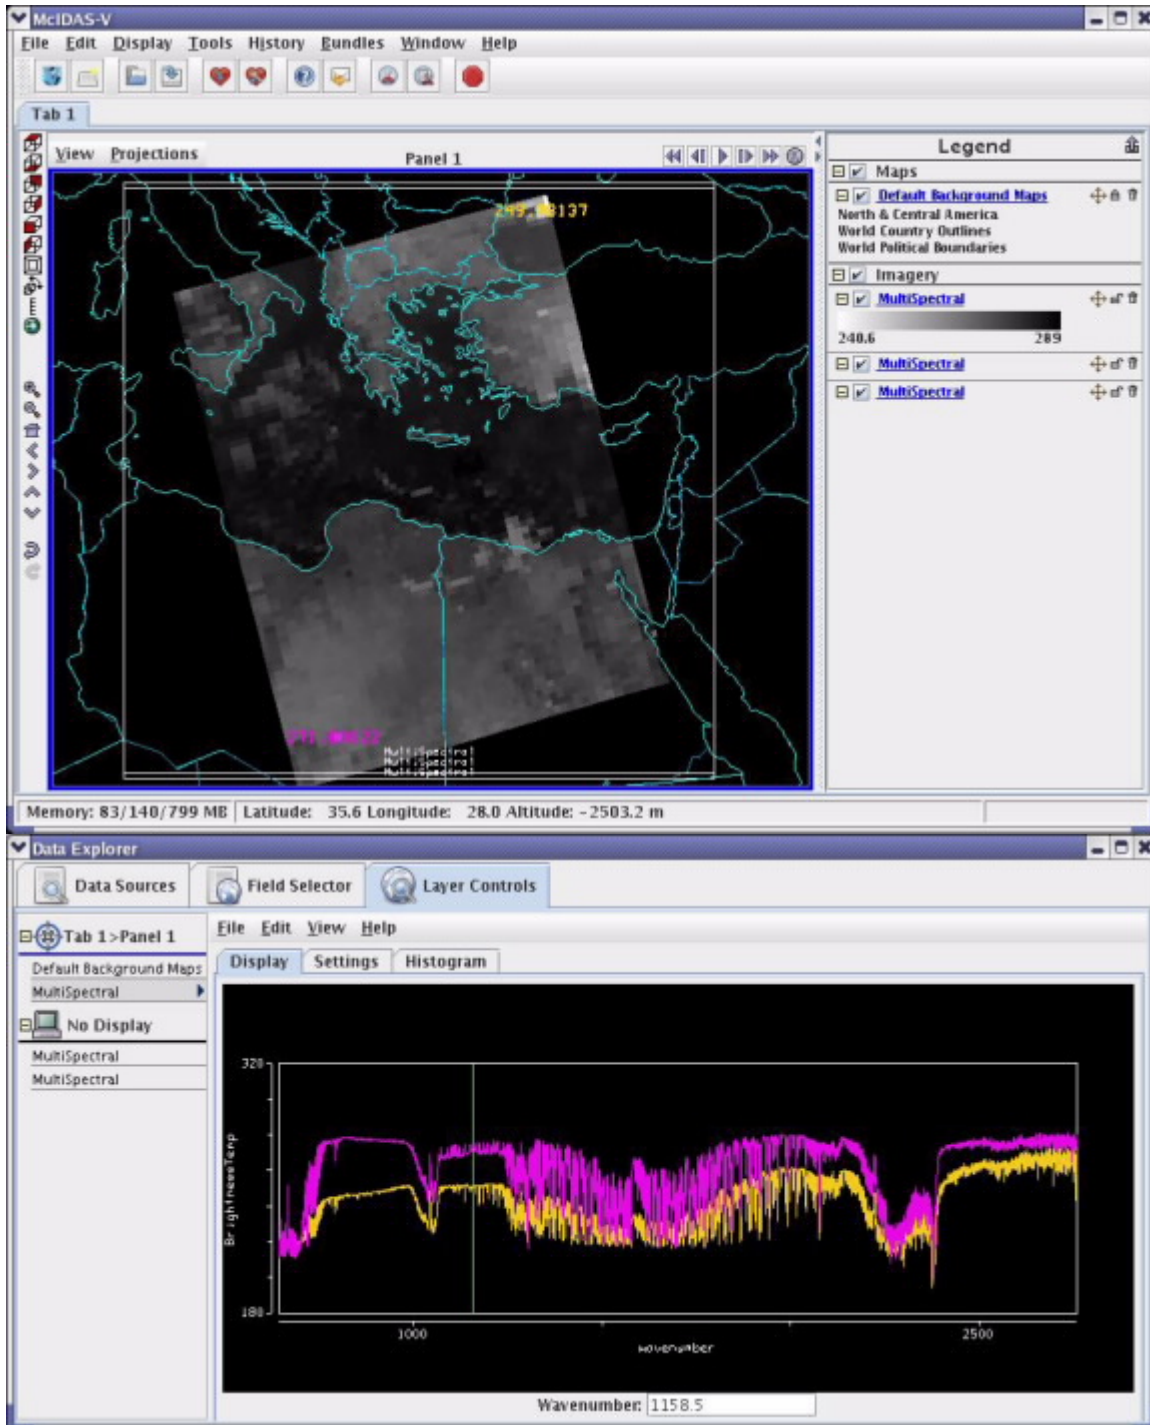 McIDAS-V
File Edit Display Tools History Bundles Window Help
Tab 1
View Projections
Panel 1
Legend
Maps
Default Background Maps
North & Central America
World Country Outlines
World Political Boundaries
Imagery
MultiSpectral
240.6 289
MultiSpectral
MultiSpectral
MultiSpectral
MultiSpectral
MultiSpectral
Memory: 83/140/799 MB Latitude: 35.6 Longitude: 28.0 Altitude: -2503.2 m
Data Explorer
Data Sources Field Selector Layer Controls
Tab 1>Panel 1
Default Background Maps
MultiSpectral
No Display
MultiSpectral
MultiSpectral
File Edit View Help
Display Settings Histogram
320
BrightnessTemp
180
1000 2500
wavenumber
Wavenumber: 1158.5